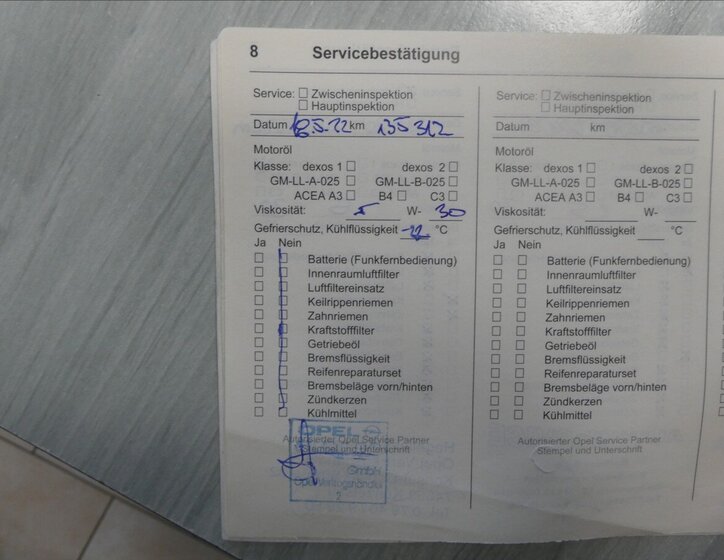 8 Servicebestätigung
Service: Zwischeninspektion
Hauptinspektion
Datum 18.5.22 km 135312
Motoröl
Klasse: dexos 1 dexos 2
GM-LL-A-025 GM-LL-B-025
ACEA A3 B4 C3
Viskosität: 5 W- 30
Gefrierschutz, Kühlflüssigkeit °C
Ja Nein
Batterie (Funkfernbedienung)
Innenraumluftfilter
Luftfiltereinsatz
Keilrippenriemen
Zahnriemen
Kraftstofffilter
Getriebeöl
Bremsflüssigkeit
Reifenreparaturset
Bremsbeläge vorn/hinten
Zündkerzen
Kühlmittel
OPEL
Autorisierter Opel Service Partner
Stempel und Unterschrift
GmbH
2
Service: Zwischeninspektion
Hauptinspektion
Datum km
Motoröl
Klasse: dexos 1 dexos 2
GM-LL-A-025 GM-LL-B-025
ACEA A3 B4 C3
Viskosität: W-
Gefrierschutz, Kühlflüssigkeit °C
Ja Nein
Batterie (Funkfernbedienung)
Innenraumluftfilter
Luftfiltereinsatz
Keilrippenriemen
Zahnriemen
Kraftstofffilter
Getriebeöl
Bremsflüssigkeit
Reifenreparaturset
Bremsbeläge vorn/hinten
Zündkerzen
Kühlmittel
Autorisierter Opel Service Partner
Stempel und Unterschrift